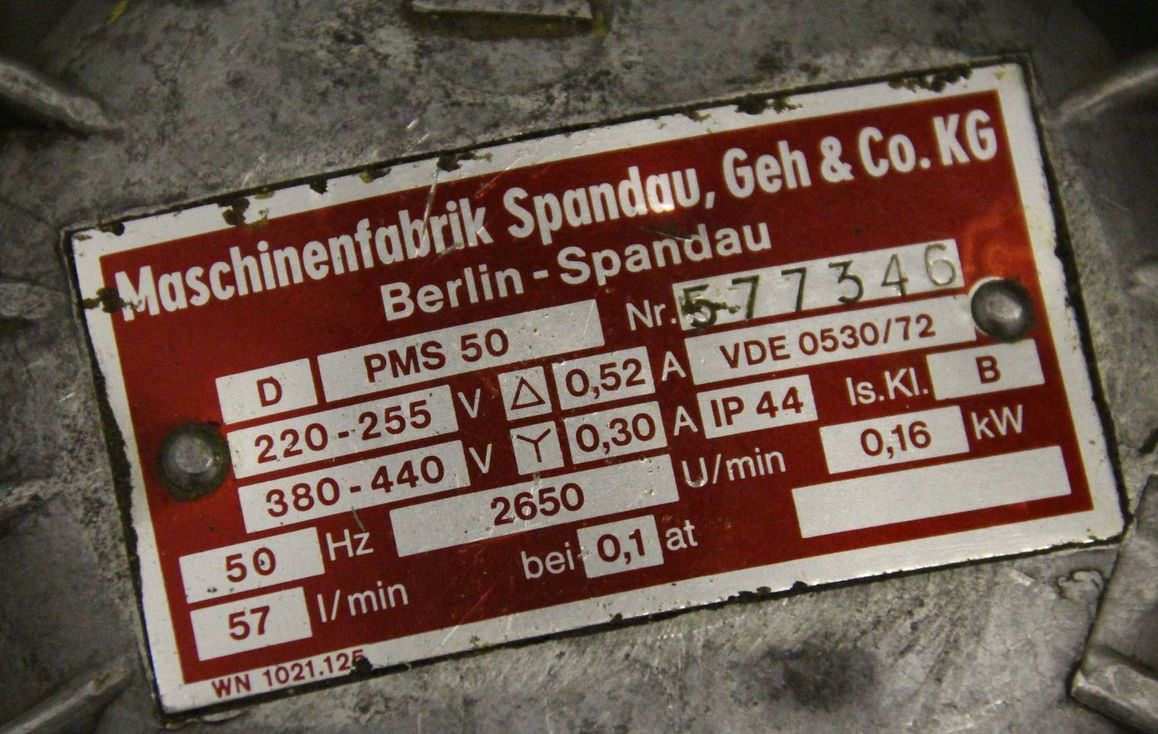 Maschinenfabrik Spandau, Geh & Co. KG
Berlin - Spandau
D PMS 50 Nr. 577346
220 - 255 V △ 0,52 A VDE 0530/72
380 - 440 V Y 0,30 A IP 44 Is.Kl. B
50 Hz 2650 U/min 0,16 kW
57 l/min bei 0,1 at
WN 1021.125